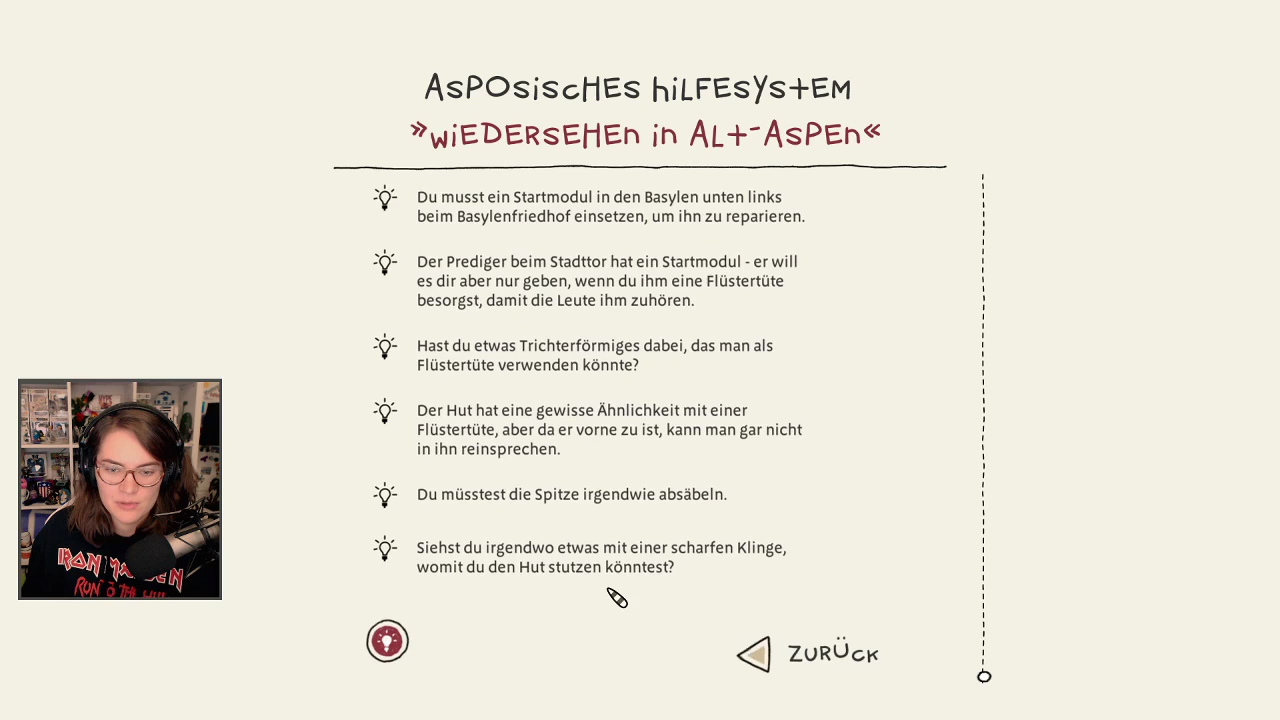 AsPOsiscHEs hiLFEsYstEM
»wiEDERsEHEn in ALt-AsPEn«
Du musst ein Startmodul in den Basylen unten links
beim Basylenfriedhof einsetzen, um ihn zu reparieren.
Der Prediger beim Stadttor hat ein Startmodul - er will
es dir aber nur geben, wenn du ihm eine Flüstertüte
besorgst, damit die Leute ihm zuhören.
Hast du etwas Trichterförmiges dabei, das man als
Flüstertüte verwenden könnte?
Der Hut hat eine gewisse Ähnlichkeit mit einer
Flüstertüte, aber da er vorne zu ist, kann man gar nicht
in ihn reinsprechen.
Du müsstest die Spitze irgendwie absäbeln.
Siehst du irgendwo etwas mit einer scharfen Klinge,
womit du den Hut stutzen könntest?
IRON MAIDEN
RUN TO THE
ZURÜCK